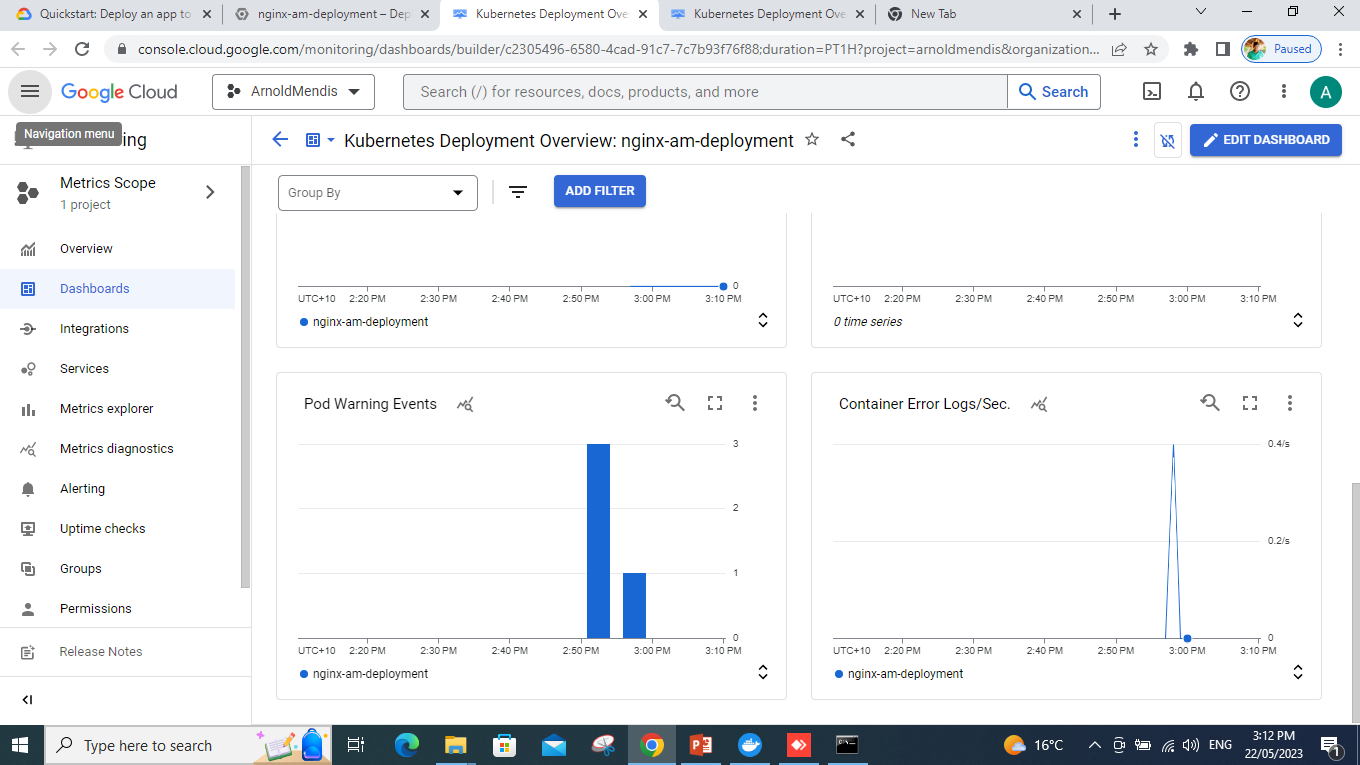 Quickstart: Deploy an app to
nginx-am-deployment – Dep
Kubernetes Deployment Ove
Kubernetes Deployment Ove
New Tab
console.cloud.google.com/monitoring/dashboards/builder/c2305496-6580-4cad-91c7-7c7b93f76f88;duration=PT1H?project=arnoldmendis&organization...
Paused
Google Cloud
ArnoldMendis
Search (/) for resources, docs, products, and more
Search
A
Navigation menu
ing
Kubernetes Deployment Overview: nginx-am-deployment
EDIT DASHBOARD
Metrics Scope
1 project
Overview
Dashboards
Integrations
Services
Metrics explorer
Metrics diagnostics
Alerting
Uptime checks
Groups
Permissions
Release Notes
Group By
ADD FILTER
0
UTC+10 2:20 PM 2:30 PM 2:40 PM 2:50 PM 3:00 PM 3:10 PM
nginx-am-deployment
UTC+10 2:20 PM 2:30 PM 2:40 PM 2:50 PM 3:00 PM 3:10 PM
0 time series
Pod Warning Events
3
2
1
0
UTC+10 2:20 PM 2:30 PM 2:40 PM 2:50 PM 3:00 PM 3:10 PM
nginx-am-deployment
Container Error Logs/Sec.
0.4/s
0.2/s
0
UTC+10 2:20 PM 2:30 PM 2:40 PM 2:50 PM 3:00 PM 3:10 PM
nginx-am-deployment
Type here to search
16°C
ENG
3:12 PM
22/05/2023
1